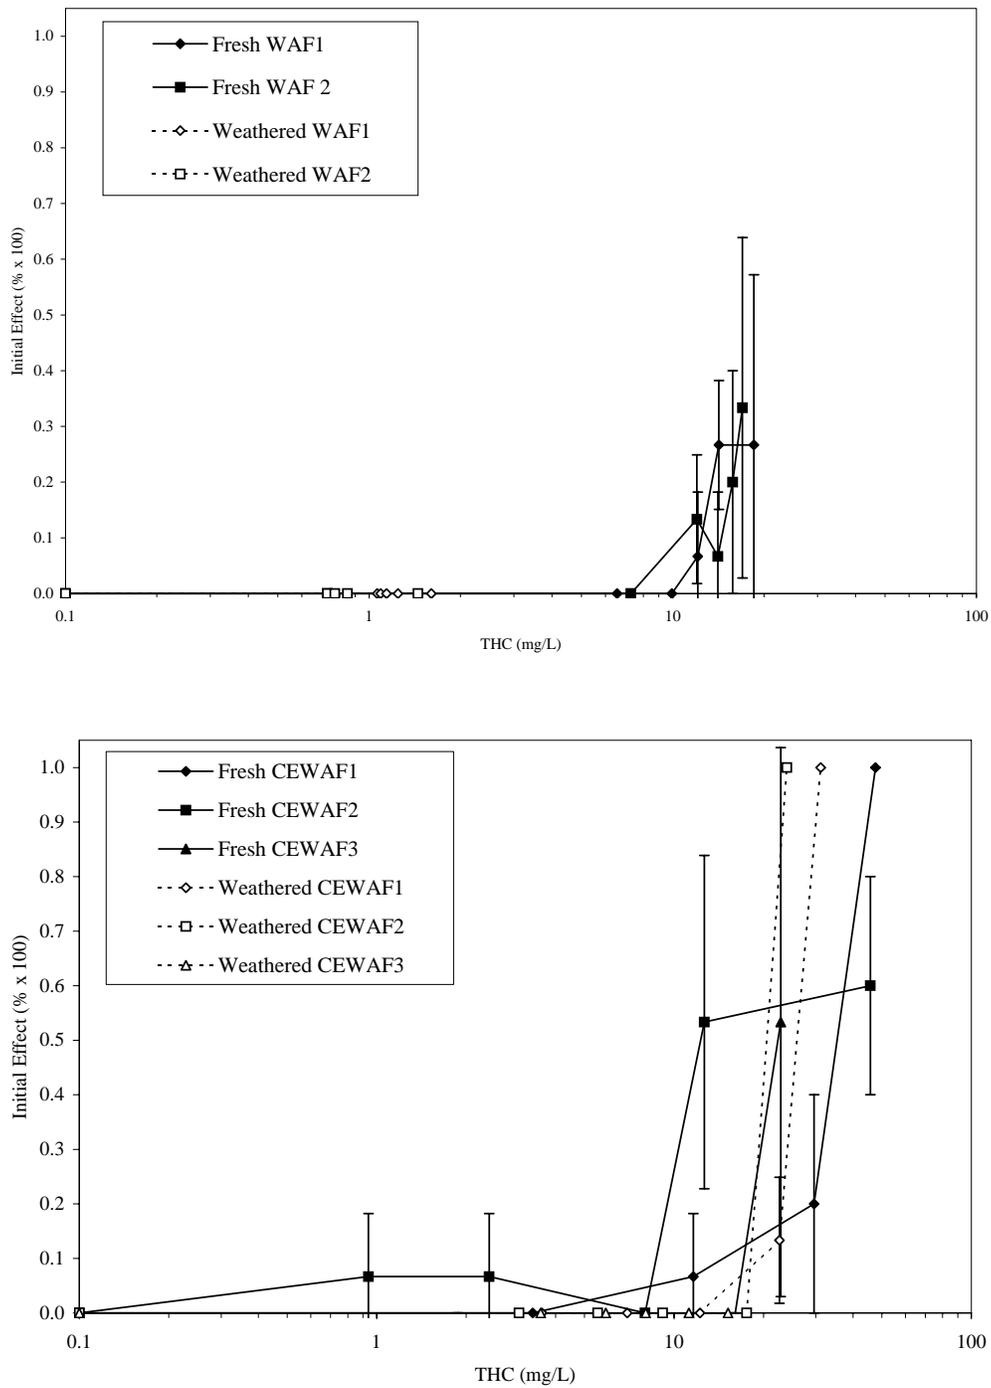 1.0
Fresh WAF1
Fresh WAF 2
0.9
Weathered WAF1
0.8
Weathered WAF2
0.7
0.6
Initial Effect (% x 100)
0.5
0.4
0.3
0.2
0.1
0.0
0.1 1 10 100
THC (mg/L)
1.0
Fresh CEWAF1
Fresh CEWAF2
0.9
Fresh CEWAF3
0.8
Weathered CEWAF1
Weathered CEWAF2
0.7
Weathered CEWAF3
0.6
Initial Effect (% x 100)
0.5
0.4
0.3
0.2
0.1
0.0
0.1 1 10 100
THC (mg/L)